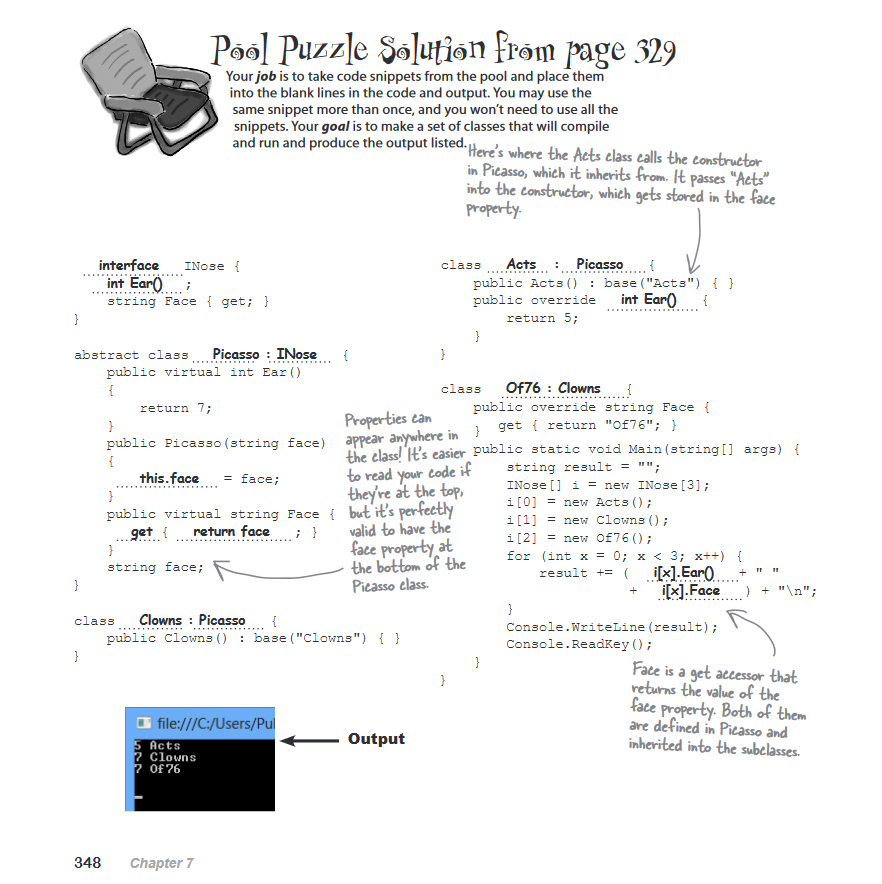 Pool Puzzle Solution from page 329
Your job is to take code snippets from the pool and place them
into the blank lines in the code and output. You may use the
same snippet more than once, and you won't need to use all the
snippets. Your goal is to make a set of classes that will compile
and run and produce the output listed.
Here's where the Acts class calls the constructor
in Picasso, which it inherits from. It passes "Acts"
into the constructor, which gets stored in the face
property.
interface INose {
int Ear() ;
string Face { get; }
}
abstract class Picasso : INose {
public virtual int Ear()
{
return 7;
}
public Picasso(string face)
{
this.face = face;
}
public virtual string Face {
get { return face ; }
}
string face;
}
class Clowns : Picasso {
public Clowns() : base("Clowns") { }
}
Properties can
appear anywhere in
the class! It's easier
to read your code if
they're at the top,
but it's perfectly
valid to have the
face property at
the bottom of the
Picasso class.
class Acts : Picasso {
public Acts() : base("Acts") { }
public override int Ear() {
return 5;
}
}
class Of76 : Clowns {
public override string Face {
get { return "Of76"; }
}
public static void Main(string[] args) {
string result = "";
INose[] i = new INose[3];
i[0] = new Acts();
i[1] = new Clowns();
i[2] = new Of76();
for (int x = 0; x < 3; x++) {
result += ( i[x].Ear() + " "
+ i[x].Face ) + "\n";
}
Console.WriteLine(result);
Console.ReadKey();
}
}
Face is a get accessor that
returns the value of the
face property. Both of them
are defined in Picasso and
inherited into the subclasses.
file:///C:/Users/Pu
5 Acts
7 Clowns
7 Of76
Output
348 Chapter 7